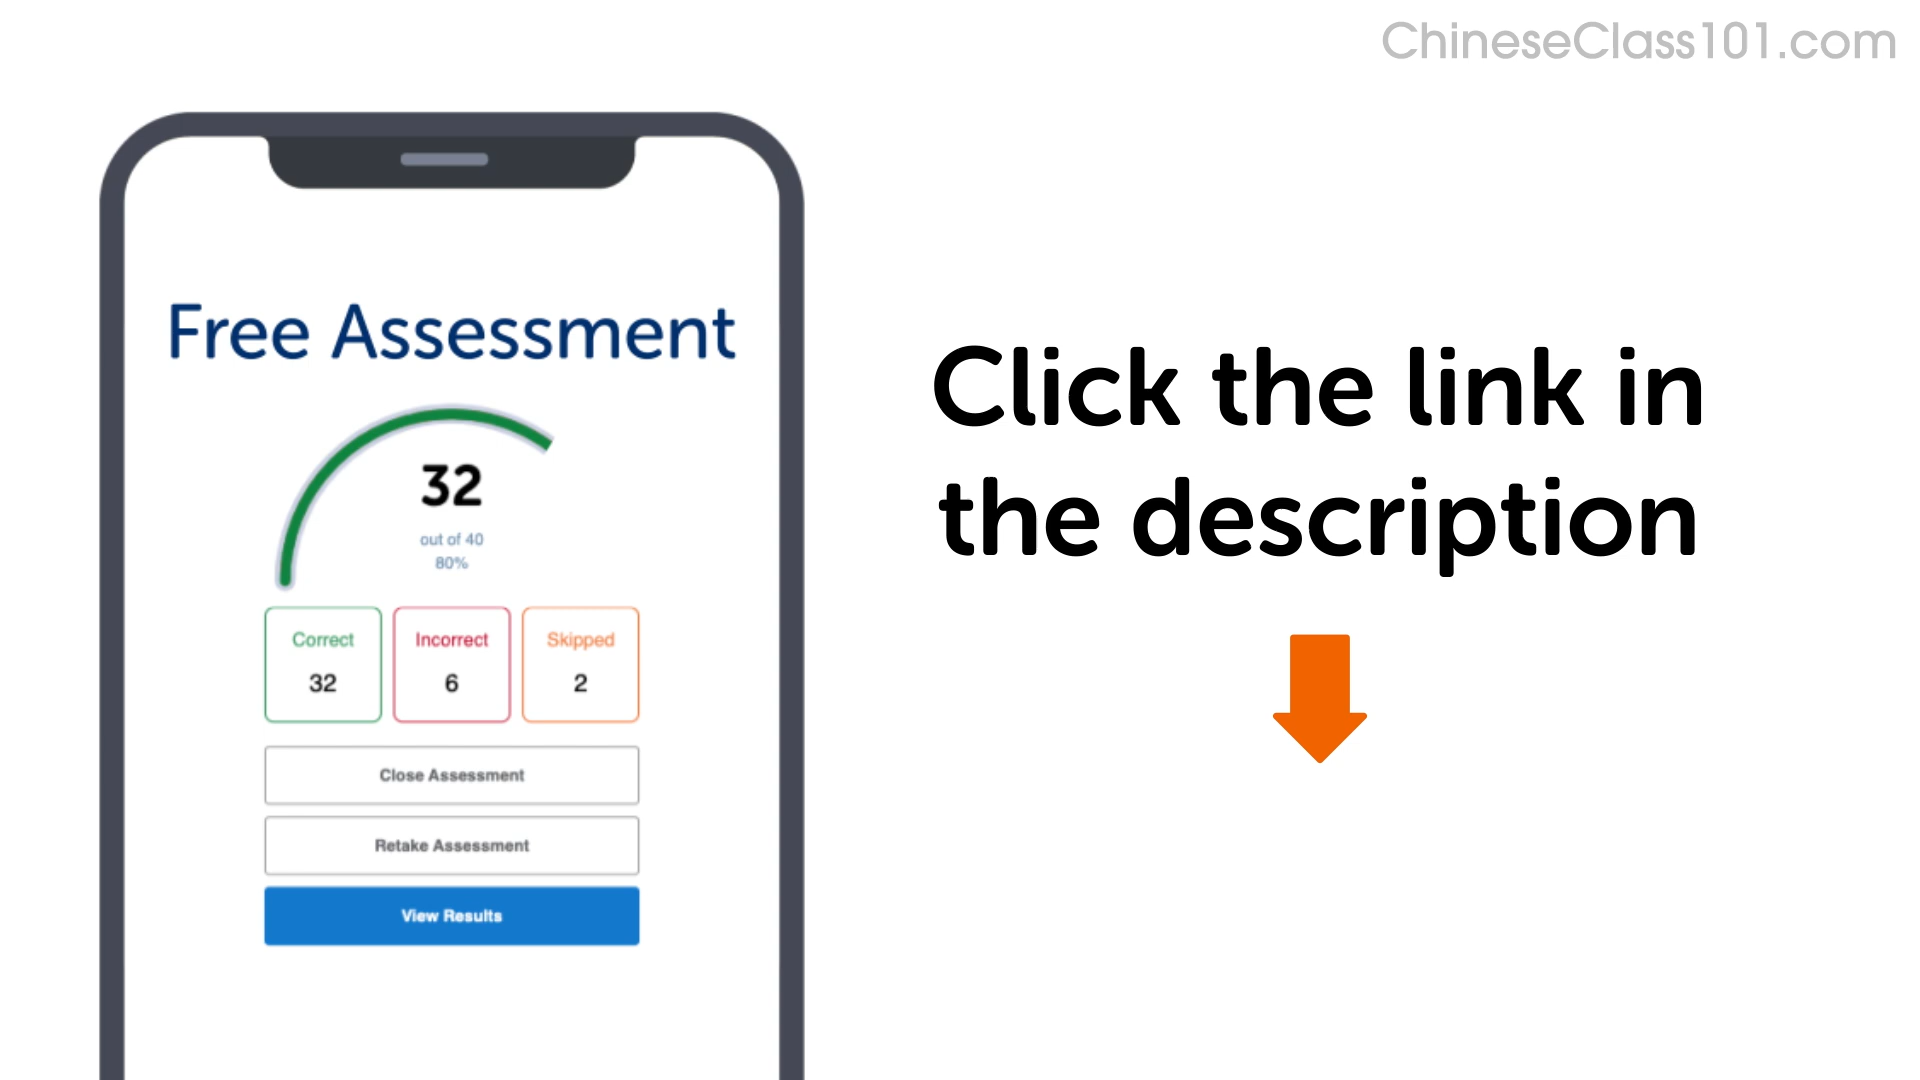 ChineseClass101.com
Free Assessment
32
out of 40
80%
Correct
32
Incorrect
6
Skipped
2
Close Assessment
Retake Assessment
View Results
Click the link in
the description